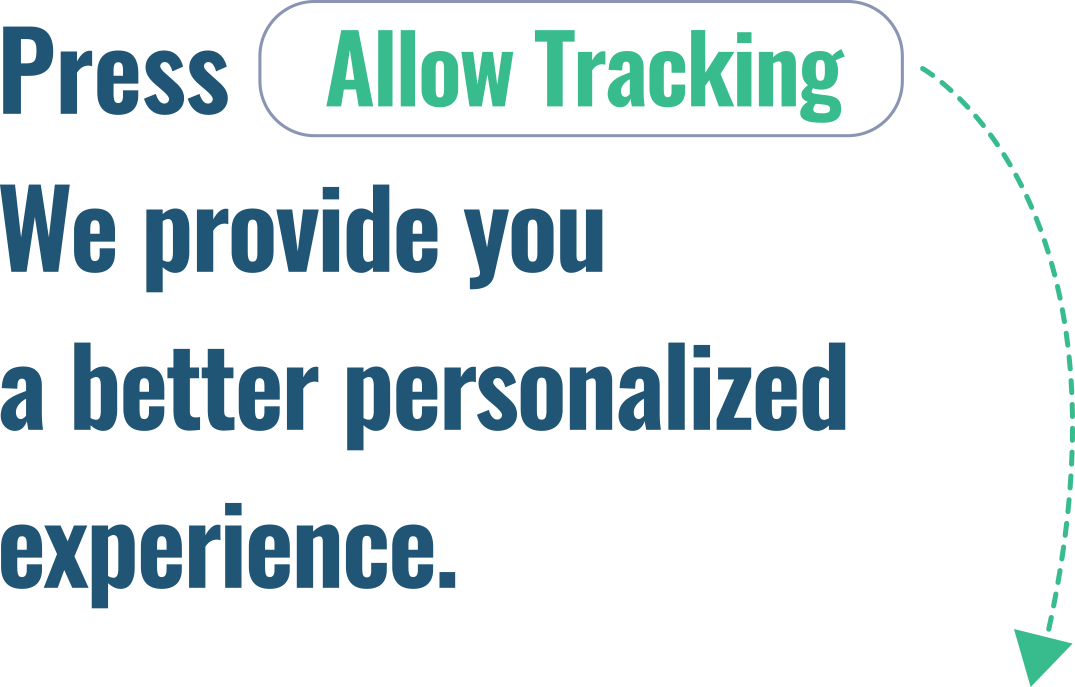 Press Allow Tracking
We provide you
a better personalized
experience.